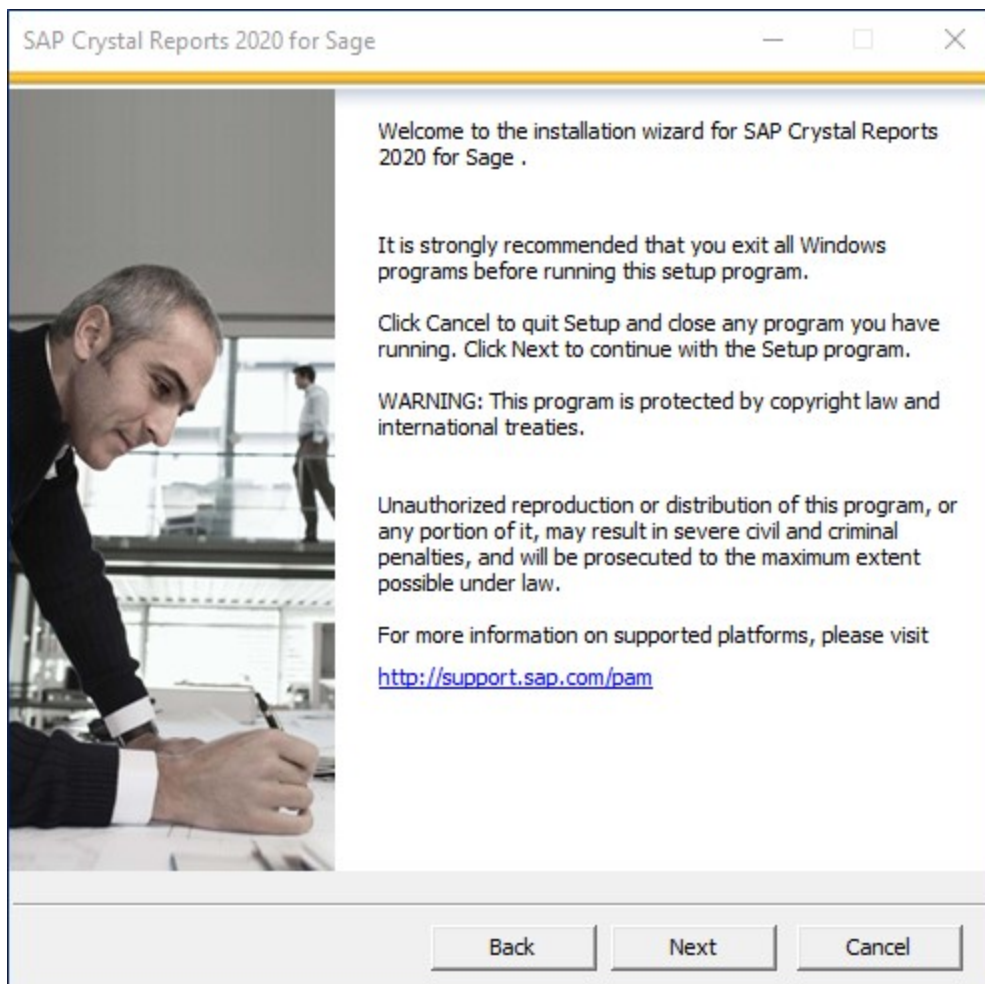 SAP Crystal Reports 2020 for Sage
Welcome to the installation wizard for SAP Crystal Reports
2020 for Sage .
It is strongly recommended that you exit all Windows
programs before running this setup program.
Click Cancel to quit Setup and close any program you have
running. Click Next to continue with the Setup program.
WARNING: This program is protected by copyright law and
international treaties.
Unauthorized reproduction or distribution of this program, or
any portion of it, may result in severe civil and criminal
penalties, and will be prosecuted to the maximum extent
possible under law.
For more information on supported platforms, please visit
http://support.sap.com/pam
Back
Next
Cancel